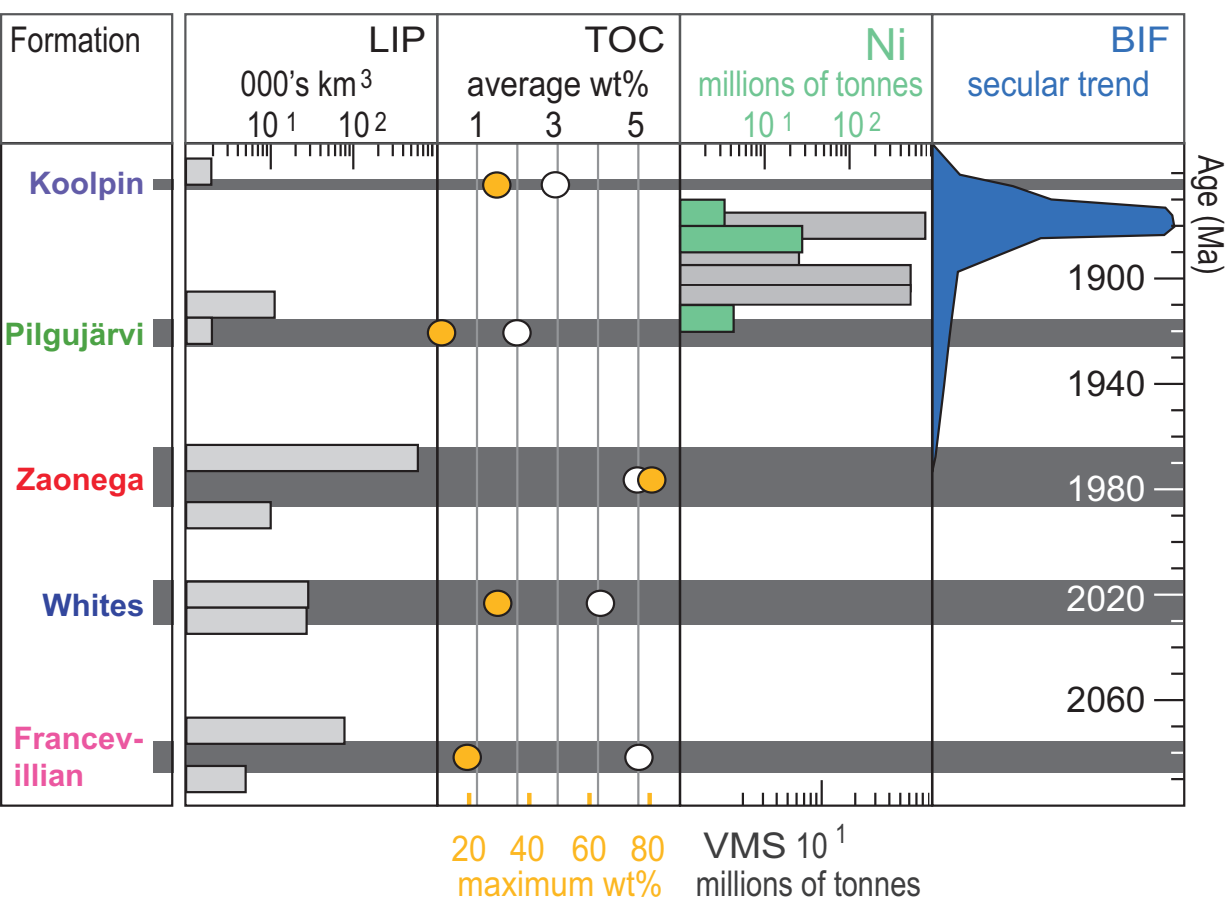 Formation
LIP
TOC
Ni
BIF
000's km3
average wt%
millions of tonnes
secular trend
10 1 10 2
1 3 5
10 1 10 2
Age (Ma)
Koolpin
1900
Pilgujärvi
1940
Zaonega
1980
Whites
2020
2060
Francev-
illian
20 40 60 80
maximum wt%
VMS 10 1
millions of tonnes